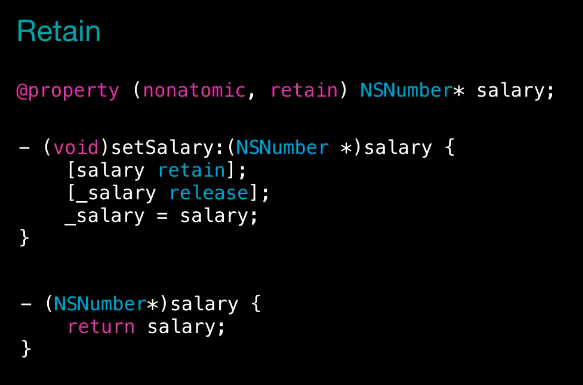 Retain
@property (nonatomic, retain) NSNumber* salary;
- (void)setSalary:(NSNumber *)salary {
[salary retain];
[_salary release];
_salary = salary;
}
- (NSNumber*)salary {
return salary;
}